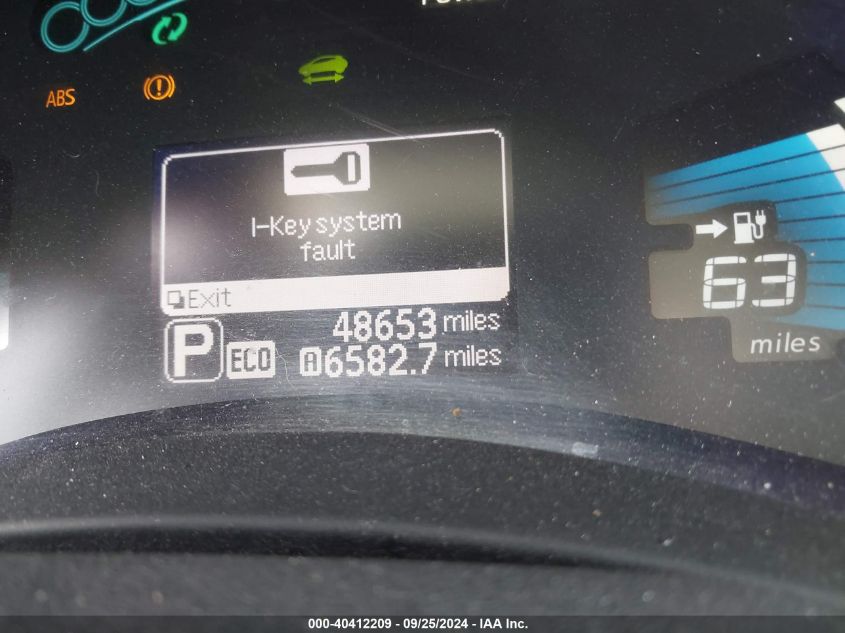 ABS
I-Key system
fault
Exit
48653 miles
P ECO A 6582.7 miles
63
miles
000-40412209 - 09/25/2024 - IAA Inc.